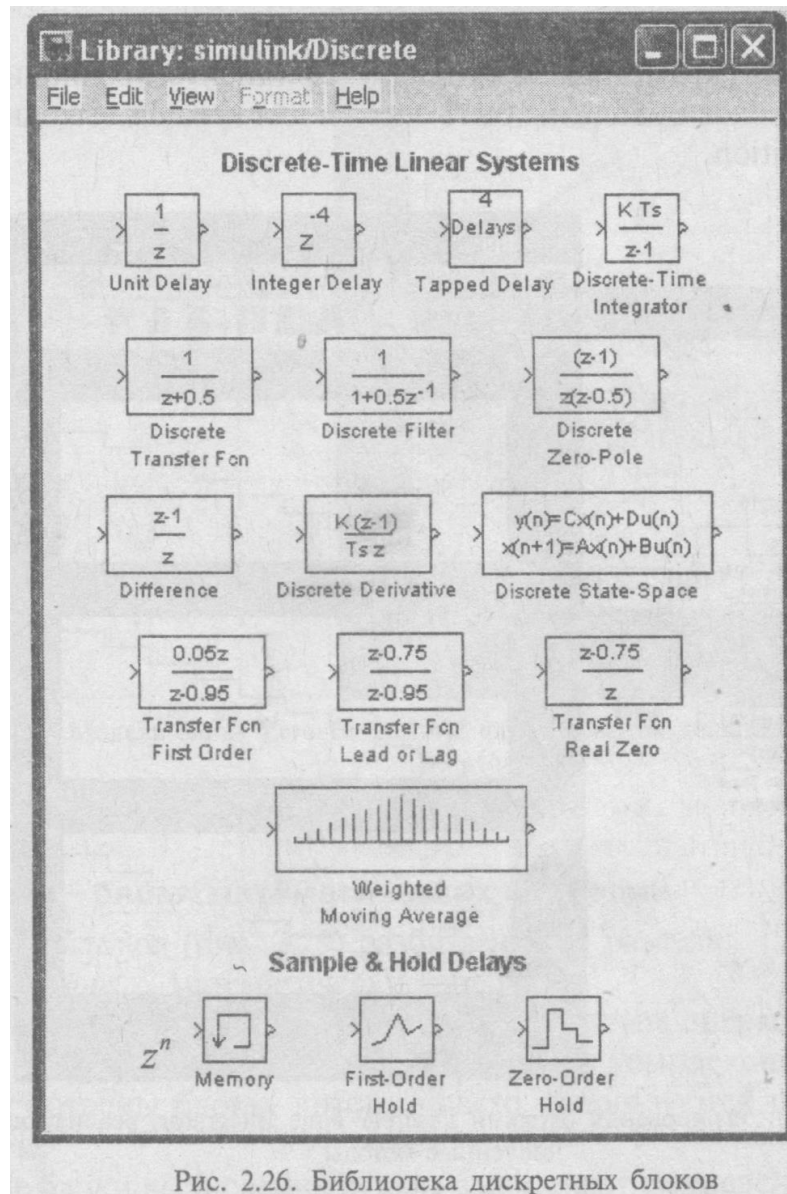 Library: simulink/Discrete
File Edit View Format Help
Discrete-Time Linear Systems
1
z
Unit Delay
-4
Z
Integer Delay
4
Delays
Tapped Delay
K Ts
z-1
Discrete-Time
Integrator
1
z+0.5
Discrete
Transfer Fcn
1
1+0.5z-1
Discrete Filter
(z-1)
z(z-0.5)
Discrete
Zero-Pole
z-1
z
Difference
K (z-1)
Ts z
Discrete Derivative
y(n)=Cx(n)+Du(n)
x(n+1)=Ax(n)+Bu(n)
Discrete State-Space
0.05z
z-0.95
Transfer Fcn
First Order
z-0.75
z-0.95
Transfer Fcn
Lead or Lag
z-0.75
z
Transfer Fcn
Real Zero
Weighted
Moving Average
Sample & Hold Delays
zn
Memory
First-Order
Hold
Zero-Order
Hold
Рис. 2.26. Библиотека дискретных блоков